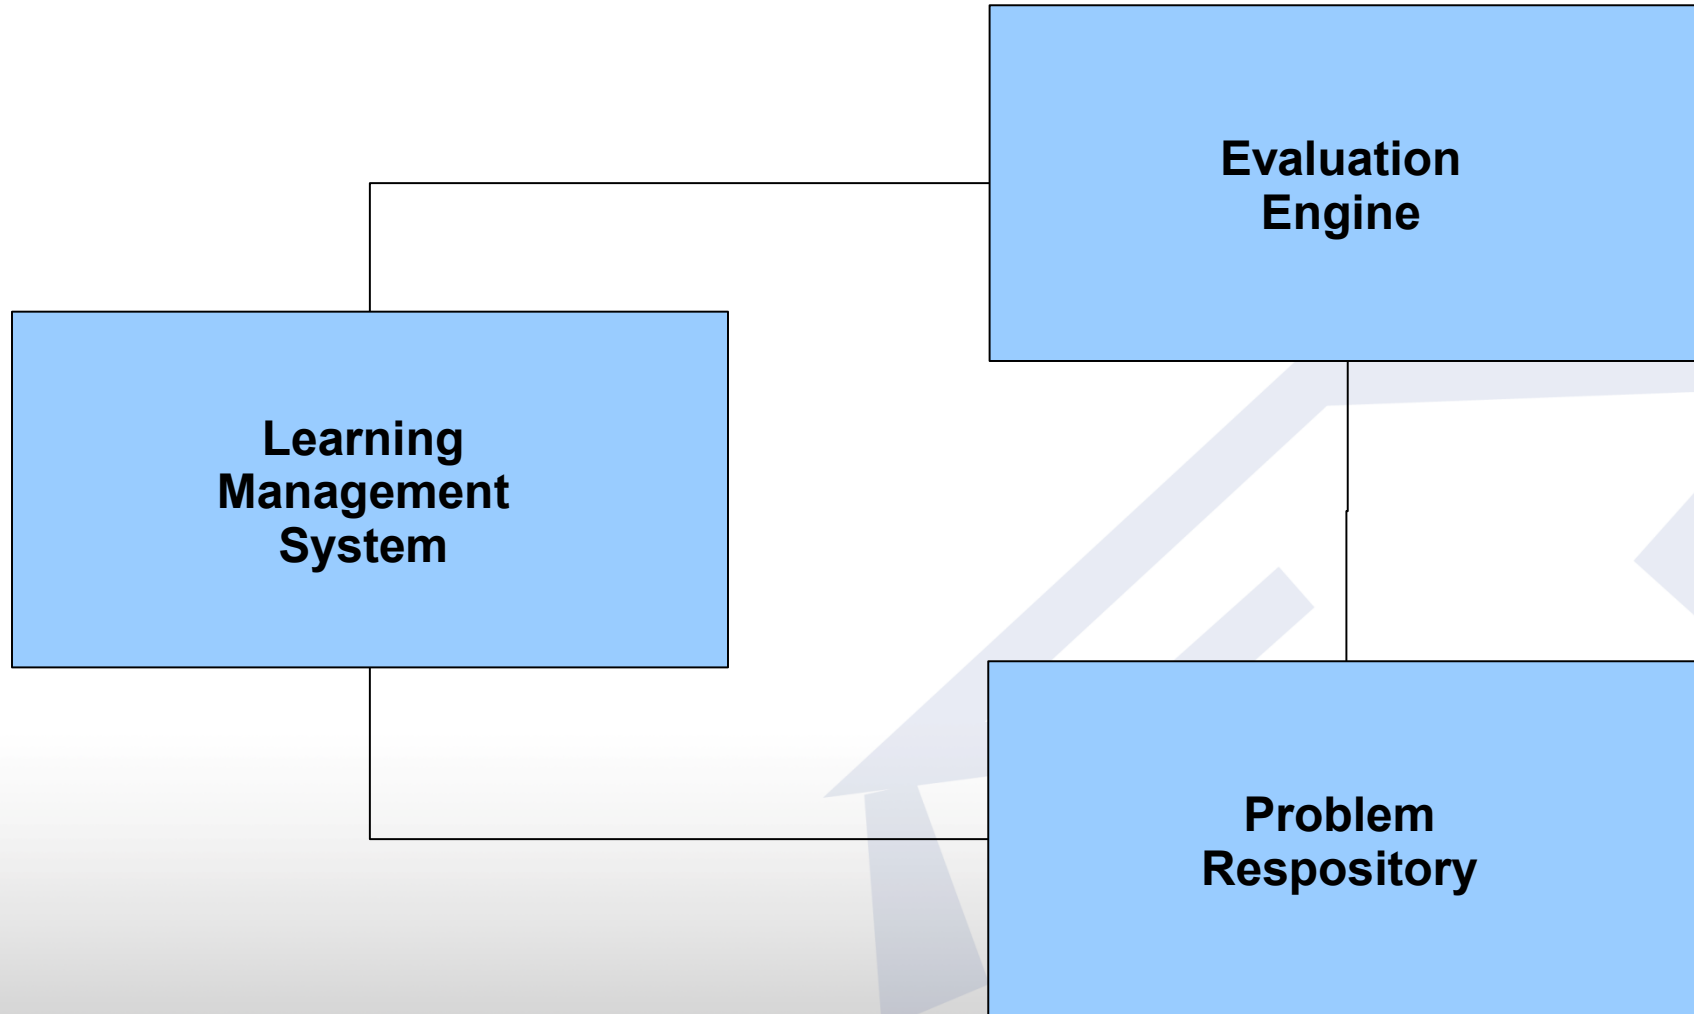 Evaluation
Engine
Learning
Management
System
Problem
Respository